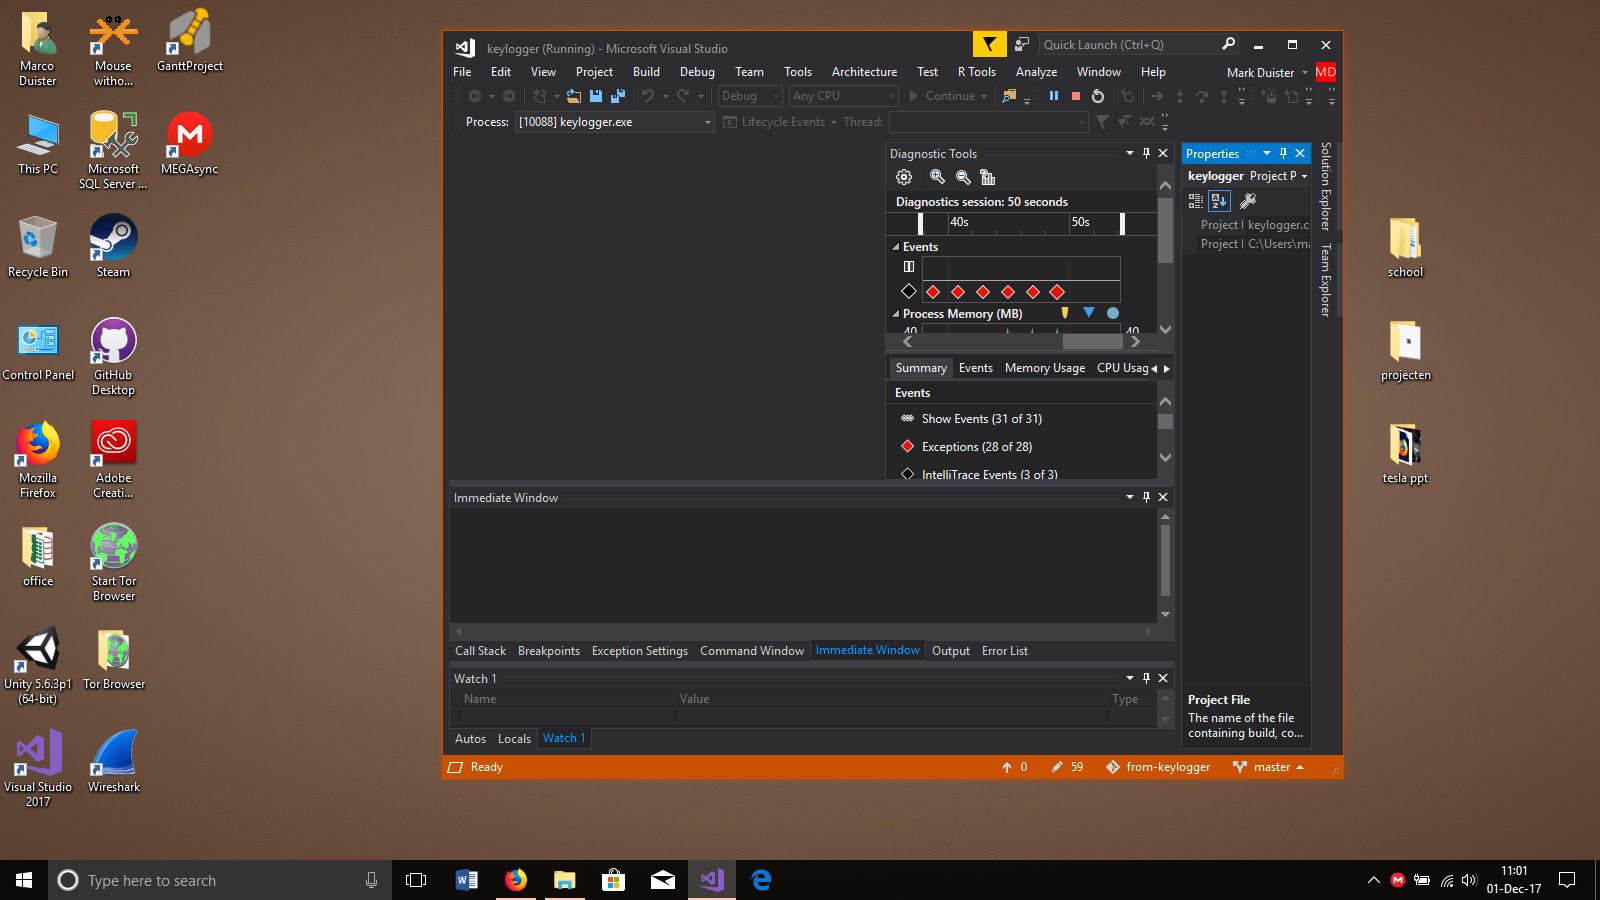 Marco
Duister
Mouse
witho...
GanttProject
This PC
Microsoft
SQL Server ...
MEGAsync
Recycle Bin
Steam
Control Panel
GitHub
Desktop
Mozilla
Firefox
Adobe
Creati...
office
Start Tor
Browser
Unity 5.6.3p1
(64-bit)
Tor Browser
Visual Studio
2017
Wireshark
keylogger (Running) - Microsoft Visual Studio
Quick Launch (Ctrl+Q)
File Edit View Project Build Debug Team Tools Architecture Test R Tools Analyze Window Help Mark Duister MD
Debug Any CPU Continue
Process: [10088] keylogger.exe Lifecycle Events Thread:
Diagnostic Tools
Diagnostics session: 50 seconds
40s 50s
Events
Process Memory (MB)
40 40
Summary Events Memory Usage CPU Usag
Events
Show Events (31 of 31)
Exceptions (28 of 28)
IntelliTrace Events (3 of 3)
Properties
keylogger Project P
Project keylogger.c
Project C:\Users\ma
Project File
The name of the file
containing build, co...
Solution Explorer
Team Explorer
Immediate Window
Call Stack Breakpoints Exception Settings Command Window Immediate Window Output Error List
Watch 1
Name Value Type
Autos Locals Watch 1
Ready 0 59 from-keylogger master
school
projecten
tesla ppt
Type here to search
11:01
01-Dec-17